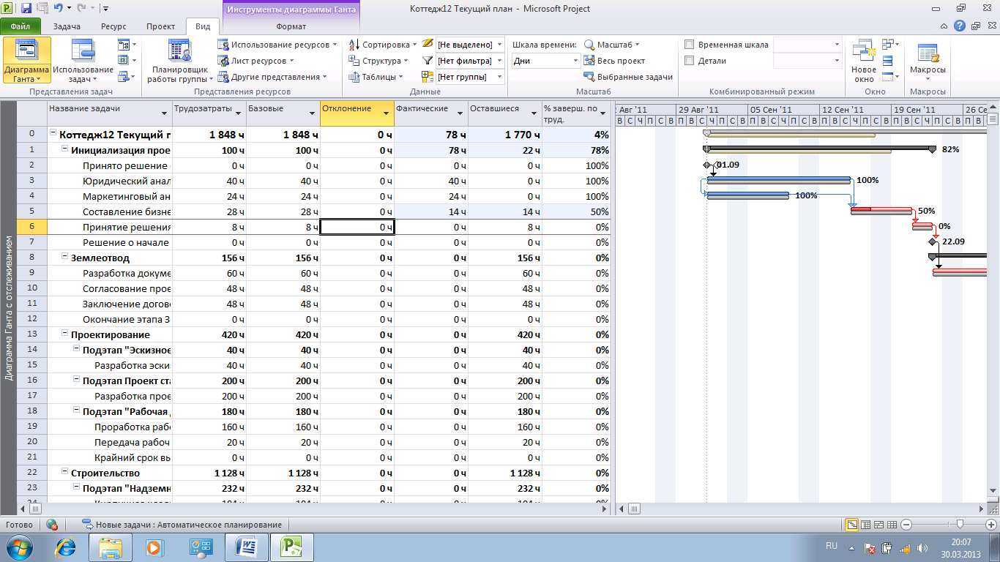 Инструменты диаграммы Ганта
Коттедж12 Текущий план - Microsoft Project
Файл Задача Ресурс Проект Вид Формат
Диаграмма Ганта
Использование задач
Представления задач
Планировщик работы группы
Использование ресурсов
Лист ресурсов
Другие представления
Представления ресурсов
Сортировка [Не выделено]
Структура [Нет фильтра]
Таблицы [Нет группы]
Данные
Шкала времени:
Дни
Масштаб
Весь проект
Выбранные задачи
Масштаб
Временная шкала
Детали
Комбинированный режим
Новое окно
Окно
Макросы
Макросы
Диаграмма Ганта с отслеживанием
Название задачи Трудозатраты Базовые Отклонение Фактические Оставшиеся % заверш. по труд.
0 Коттедж12 Текущий 1 848 ч 1 848 ч 0 ч 78 ч 1 770 ч 4%
1 Инициализация прое 100 ч 100 ч 0 ч 78 ч 22 ч 78%
2 Принято решение 0 ч 0 ч 0 ч 0 ч 0 ч 100%
3 Юридический анал 40 ч 40 ч 0 ч 40 ч 0 ч 100%
4 Маркетинговый ан 24 ч 24 ч 0 ч 24 ч 0 ч 100%
5 Составление бизне 28 ч 28 ч 0 ч 14 ч 14 ч 50%
6 Принятие решения 8 ч 8 ч 0 ч 0 ч 8 ч 0%
7 Решение о начале 0 ч 0 ч 0 ч 0 ч 0 ч 0%
8 Землеотвод 156 ч 156 ч 0 ч 0 ч 156 ч 0%
9 Разработка докуме 60 ч 60 ч 0 ч 0 ч 60 ч 0%
10 Согласование прое 48 ч 48 ч 0 ч 0 ч 48 ч 0%
11 Заключение догов 48 ч 48 ч 0 ч 0 ч 48 ч 0%
12 Окончание этапа З 0 ч 0 ч 0 ч 0 ч 0 ч 0%
13 Проектирование 420 ч 420 ч 0 ч 0 ч 420 ч 0%
14 Подэтап "Эскизное 40 ч 40 ч 0 ч 0 ч 40 ч 0%
15 Разработка эски 40 ч 40 ч 0 ч 0 ч 40 ч 0%
16 Подэтап Проект ста 200 ч 200 ч 0 ч 0 ч 200 ч 0%
17 Разработка прое 200 ч 200 ч 0 ч 0 ч 200 ч 0%
18 Подэтап "Рабочая 180 ч 180 ч 0 ч 0 ч 180 ч 0%
19 Проработка раб 160 ч 160 ч 0 ч 0 ч 160 ч 0%
20 Передача рабоч 20 ч 20 ч 0 ч 0 ч 20 ч 0%
21 Крайний срок вы 0 ч 0 ч 0 ч 0 ч 0 ч 0%
22 Строительство 1 128 ч 1 128 ч 0 ч 0 ч 1 128 ч 0%
23 Подэтап "Надземн 232 ч 232 ч 0 ч 0 ч 232 ч 0%
Авг '11 29 Авг '11 05 Сен '11 12 Сен '11 19 Сен '11 26 Се
В С Ч П С В П В С Ч П С В П В С Ч П С В П В С Ч П С В П В С Ч П С В П В С
82%
01.09
100%
100%
50%
0%
22.09
Готово Новые задачи : Автоматическое планирование
RU 20:07
30.03.2013